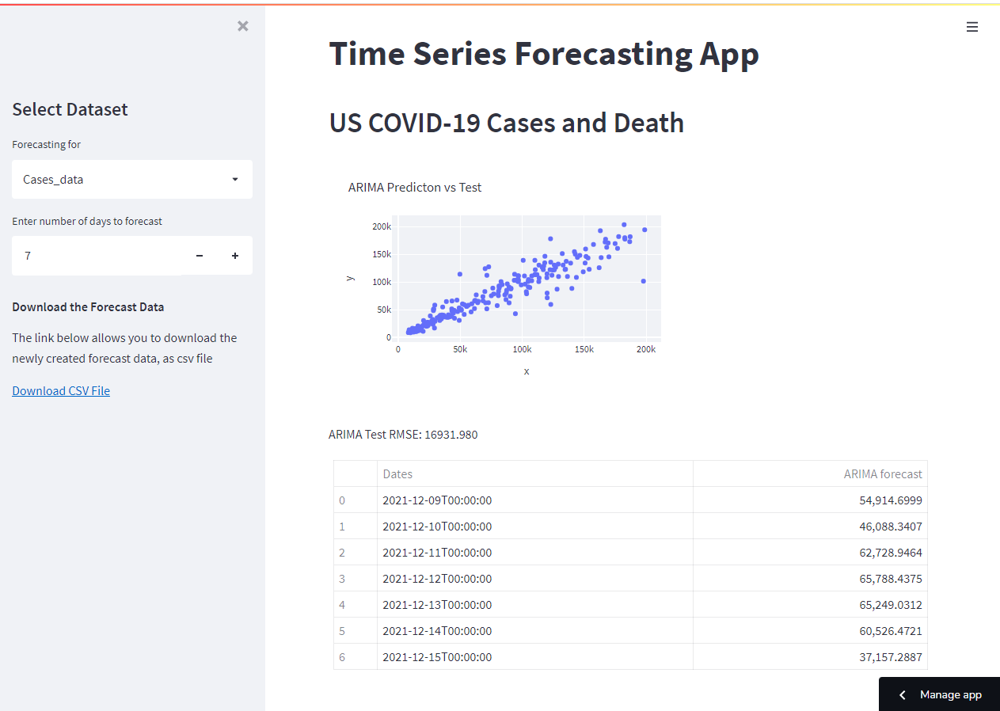 Select Dataset
Forecasting for
Cases_data
Enter number of days to forecast
7
Download the Forecast Data
The link below allows you to download the
newly created forecast data, as csv file
Download CSV File
Time Series Forecasting App
US COVID-19 Cases and Death
ARIMA Predicton vs Test
200k
150k
100k
50k
0
y
0 50k 100k 150k 200k
x
ARIMA Test RMSE: 16931.980
Dates ARIMA forecast
0 2021-12-09T00:00:00 54,914.6999
1 2021-12-10T00:00:00 46,088.3407
2 2021-12-11T00:00:00 62,728.9464
3 2021-12-12T00:00:00 65,788.4375
4 2021-12-13T00:00:00 65,249.0312
5 2021-12-14T00:00:00 60,526.4721
6 2021-12-15T00:00:00 37,157.2887
Manage app